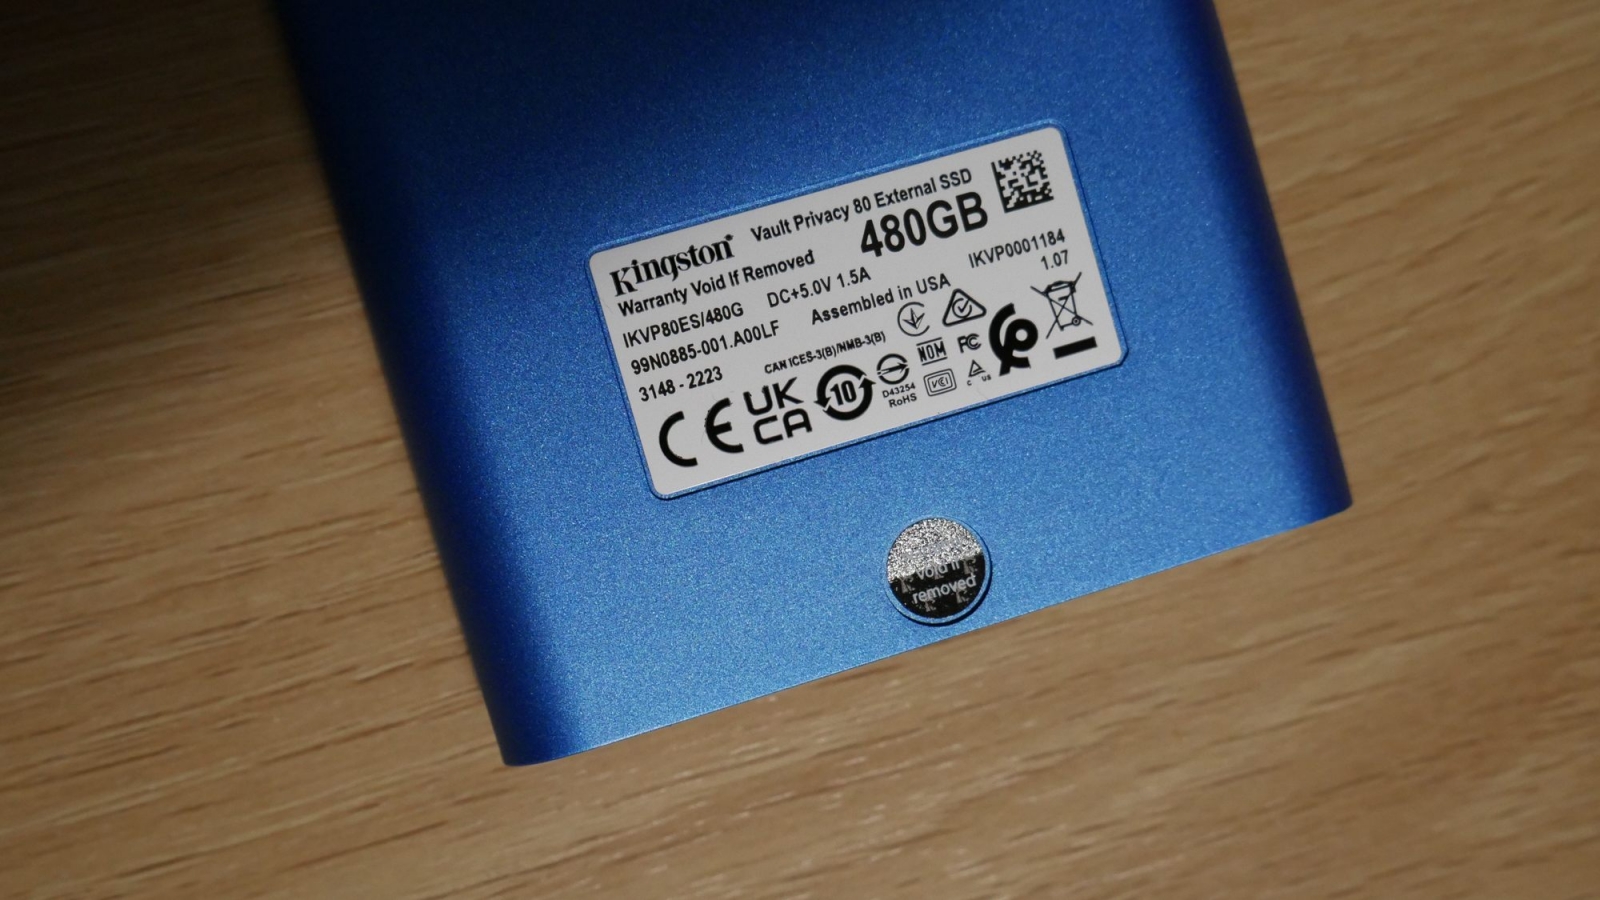 Kingston Vault Privacy 80 External SSD
Warranty Void If Removed 480GB
IKVP80ES/480G DC+5.0V 1.5A IKVP0001184
99N0885-001.A00LF Assembled in USA 1.07
3148 - 2223 CAN ICES-3(B)/NMB-3(B)
CE UK
CA
10
D43254
RoHS
NOM
VCCI
FC
c us
Void if
removed